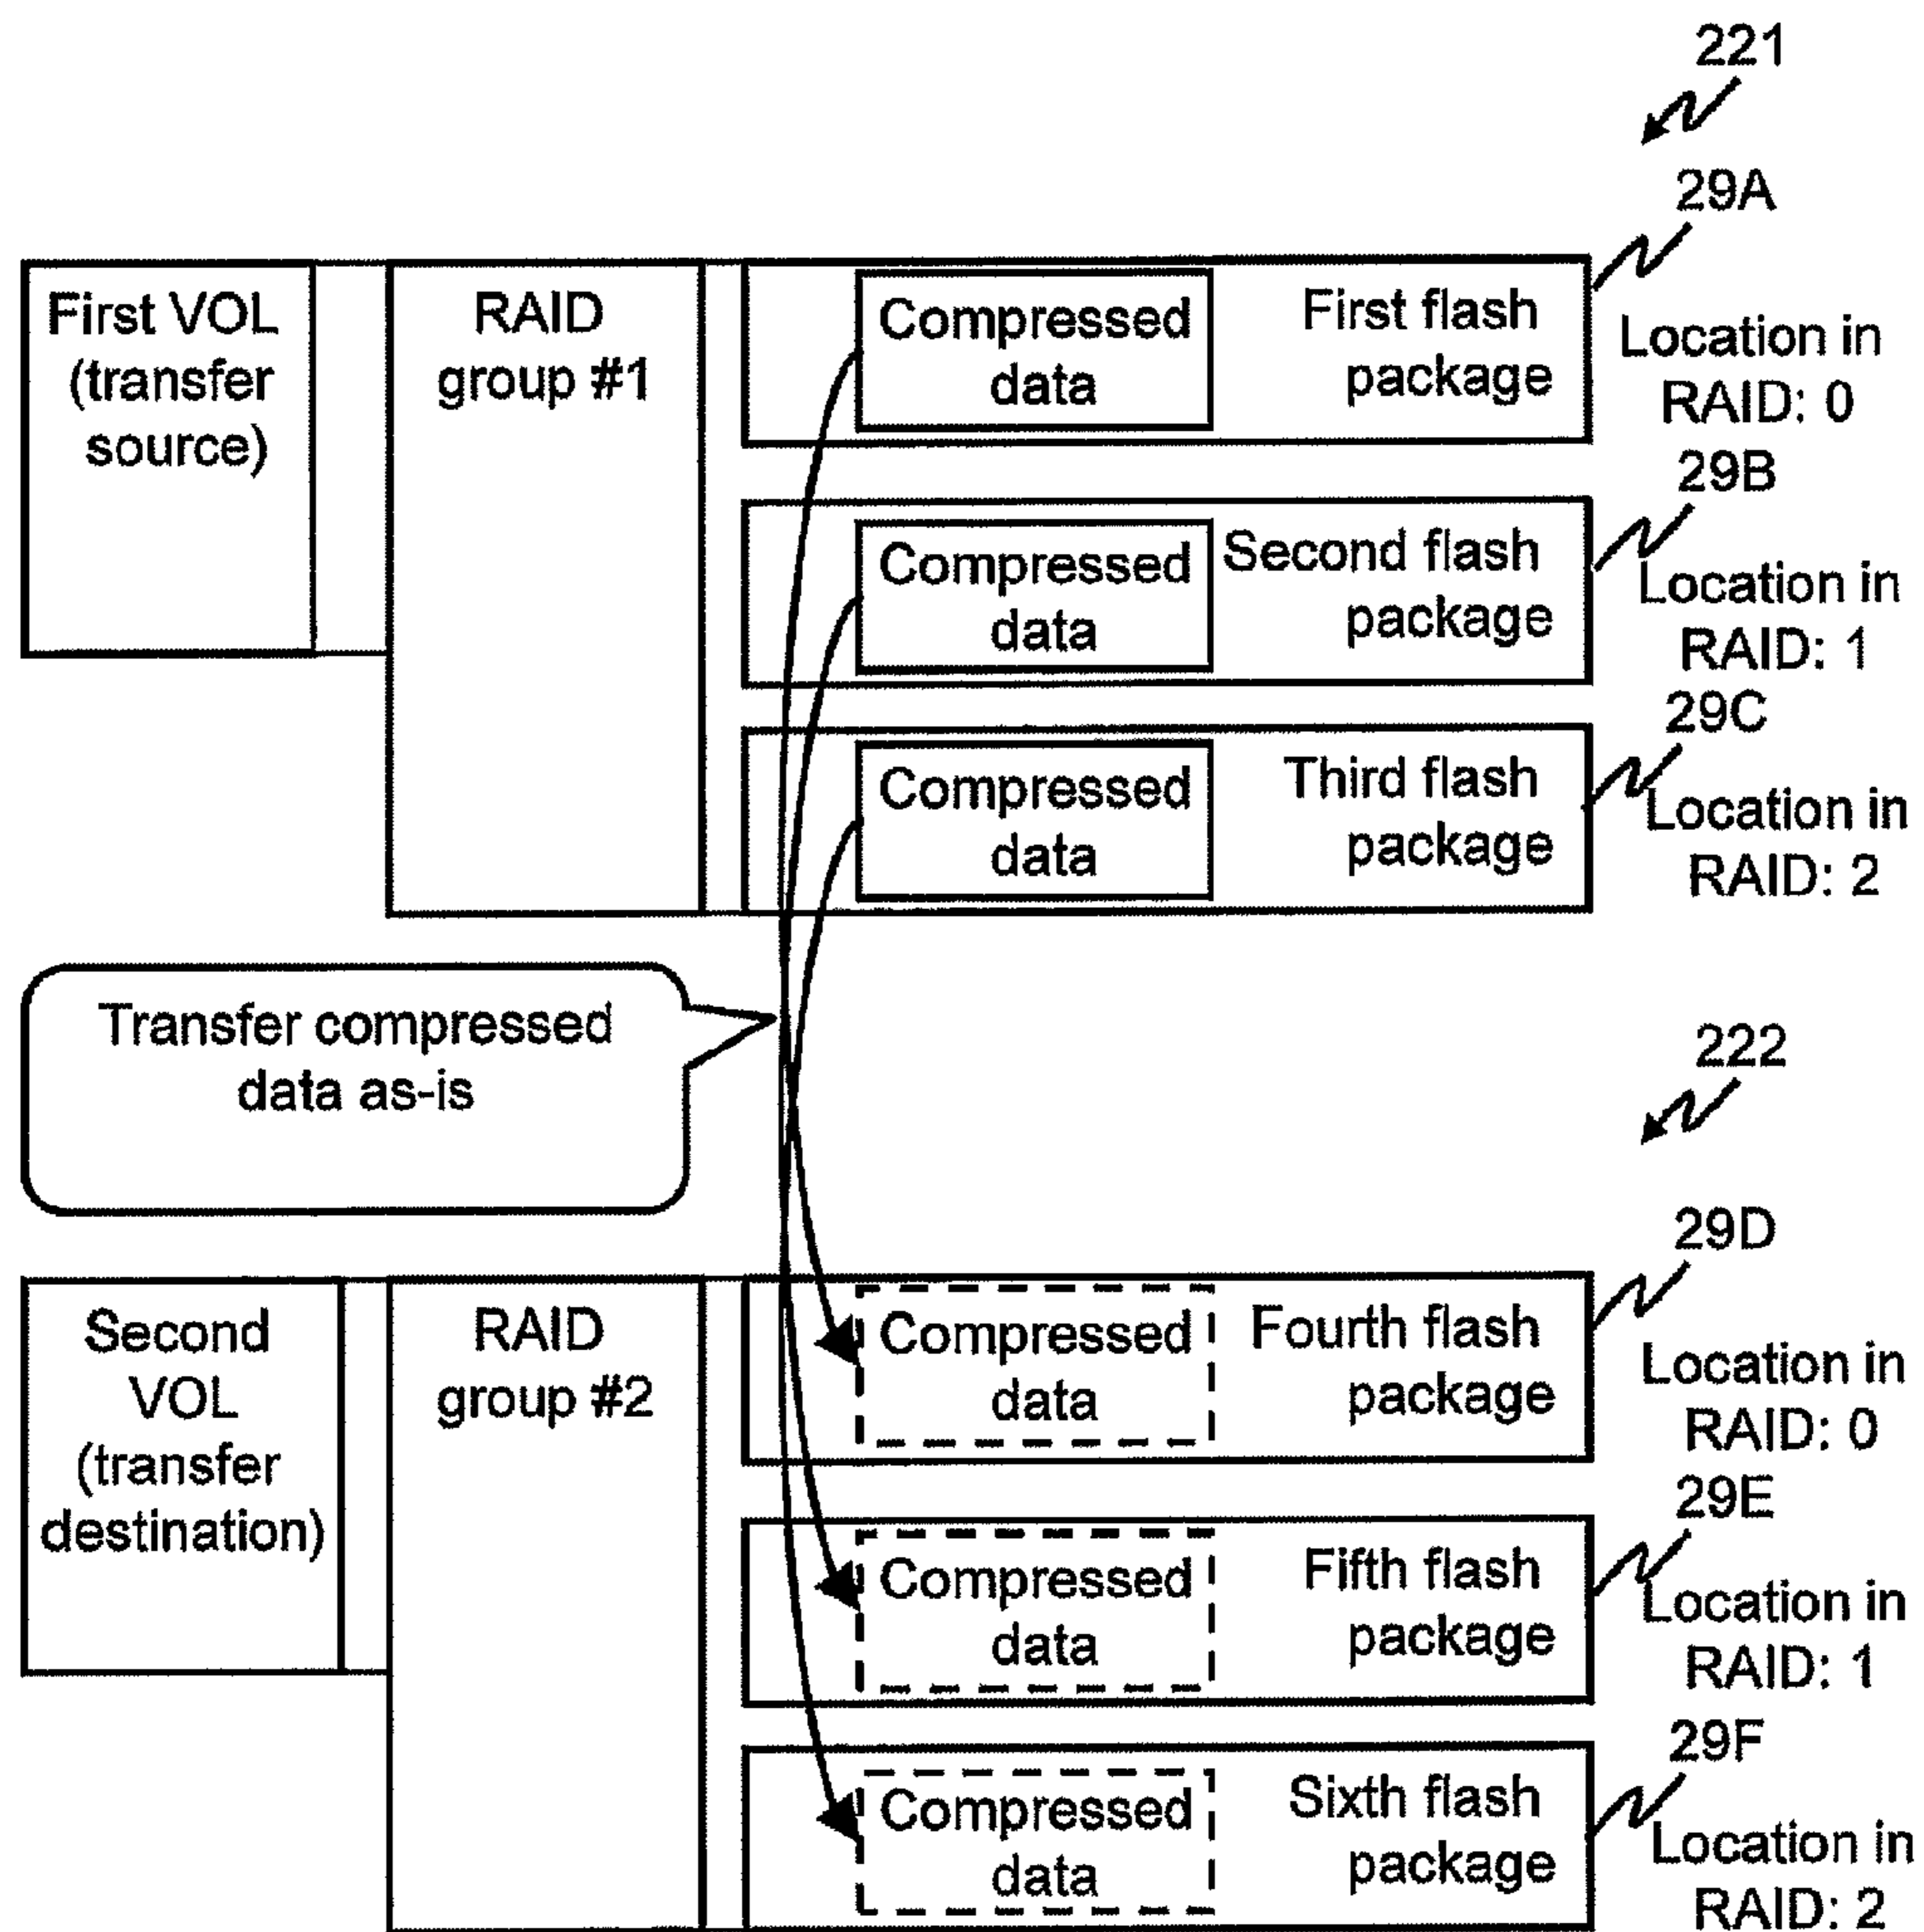 221
29A
First VOL
(transfer
source)
RAID
group #1
Compressed
data
First flash
package
Location in
RAID: 0
29B
Compressed
data
Second flash
package
Location in
RAID: 1
29C
Compressed
data
Third flash
package
Location in
RAID: 2
Transfer compressed
data as-is
222
29D
Second
VOL
(transfer
destination)
RAID
group #2
Compressed
data
Fourth flash
package
Location in
RAID: 0
29E
Compressed
data
Fifth flash
package
Location in
RAID: 1
29F
Compressed
data
Sixth flash
package
Location in
RAID: 2